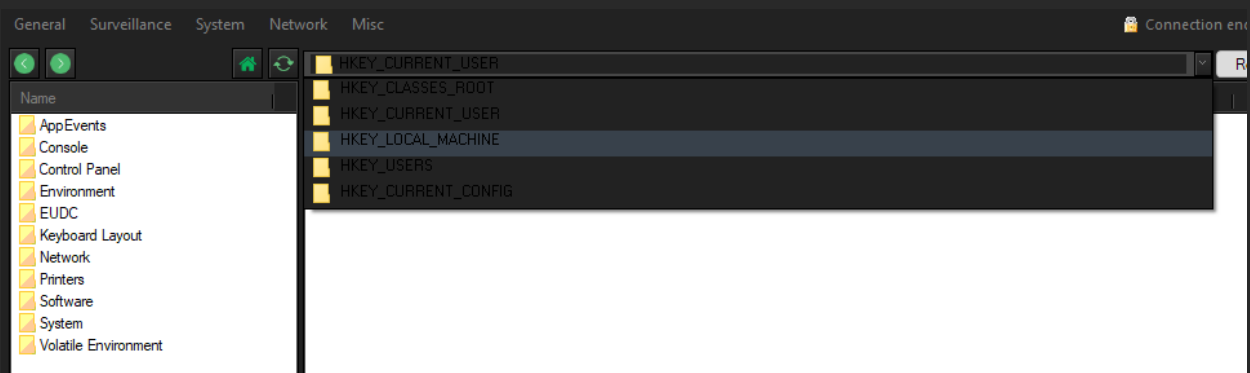 General Surveillance System Network Misc Connection
HKEY_CURRENT_USER
Name
HKEY_CLASSES_ROOT
HKEY_CURRENT_USER
HKEY_LOCAL_MACHINE
HKEY_USERS
HKEY_CURRENT_CONFIG
AppEvents
Console
Control Panel
Environment
EUDC
Keyboard Layout
Network
Printers
Software
System
Volatile Environment